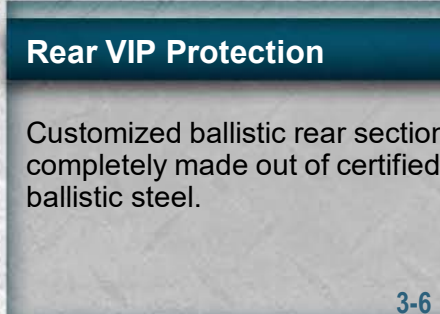 Rear VIP Protection
Customized ballistic rear section
completely made out of certified
ballistic steel.
3-6